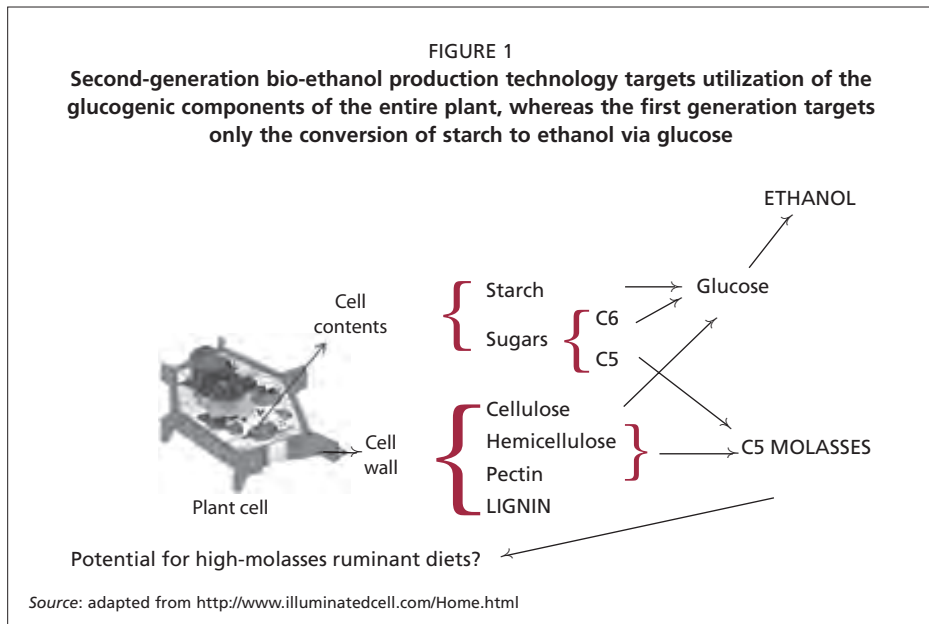 FIGURE 1
Second-generation bio-ethanol production technology targets utilization of the
glucogenic components of the entire plant, whereas the first generation targets
only the conversion of starch to ethanol via glucose
ETHANOL
Cell
contents
Starch
Glucose
Sugars
C6
C5
Cell
wall
Cellulose
Hemicellulose
Pectin
LIGNIN
C5 MOLASSES
Plant cell
Potential for high-molasses ruminant diets?
Source: adapted from http://www.illuminatedcell.com/Home.html